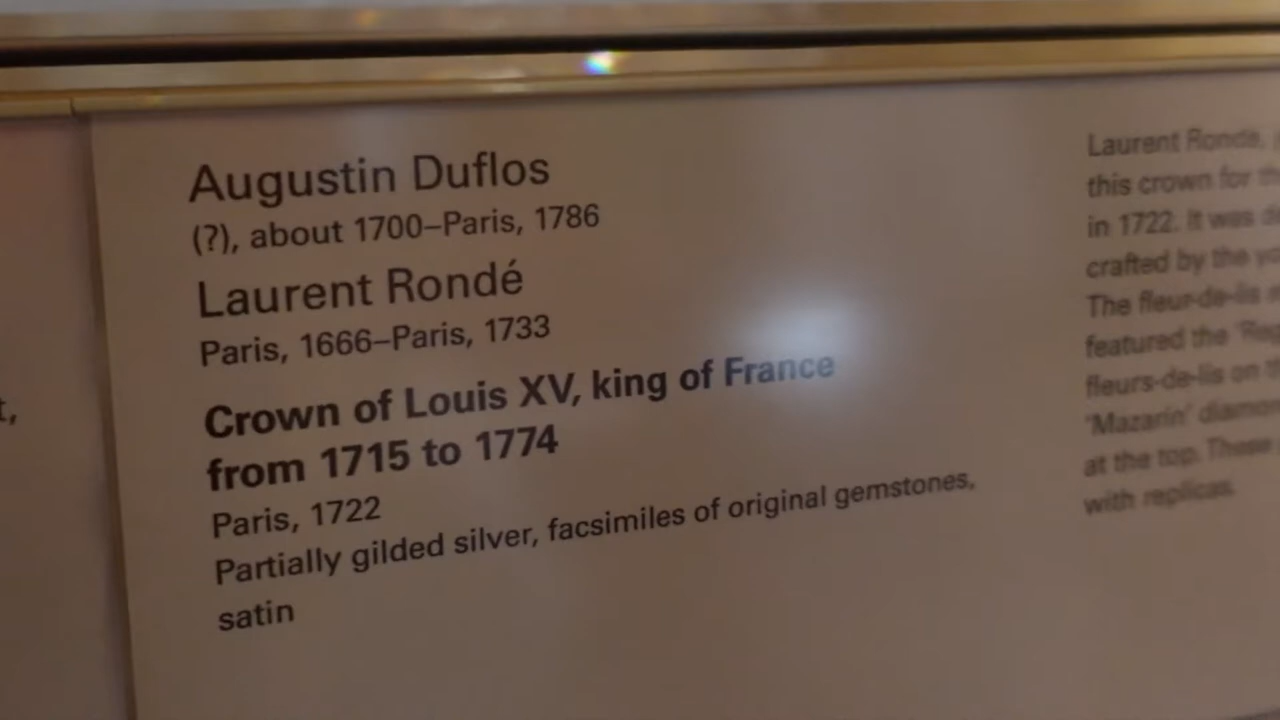 Augustin Duflos
(?), about 1700–Paris, 1786
Laurent Rondé
Paris, 1666–Paris, 1733
Crown of Louis XV, king of France
from 1715 to 1774
Paris, 1722
Partially gilded silver, facsimiles of original gemstones,
satin
t,
Laurent Rondé,
this crown for
in 1722. It was
crafted by the
The fleur-de-lis
featured the
fleurs-de-lis on
'Mazarin'
at the top. These
with replicas.